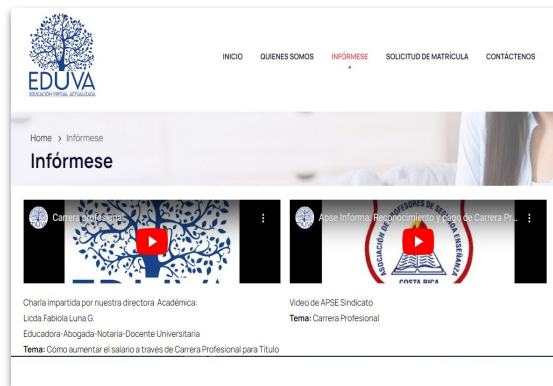 EDUVA
EDUCACIÓN VIRTUAL ACTUALIZADA
INICIO QUIENES SOMOS INFÓRMESE SOLICITUD DE MATRÍCULA CONTÁCTENOS
Home > Infórmese
Infórmese
Carrera profesional...
Apse Informa: Reconocimiento y pago de Carrera Pr...
ASOCIACIÓN DE PROFESORES DE SEGUNDA ENSEÑANZA
COSTA RICA
Charla impartida por nuestra directora Académica:
Licda.Fabiola Luna G.
Educadora-Abogada-Notaria-Docente Universitaria
Tema: Cómo aumentar el salario a través de Carrera Profesional para Título
Video de APSE Sindicato
Tema: Carrera Profesional